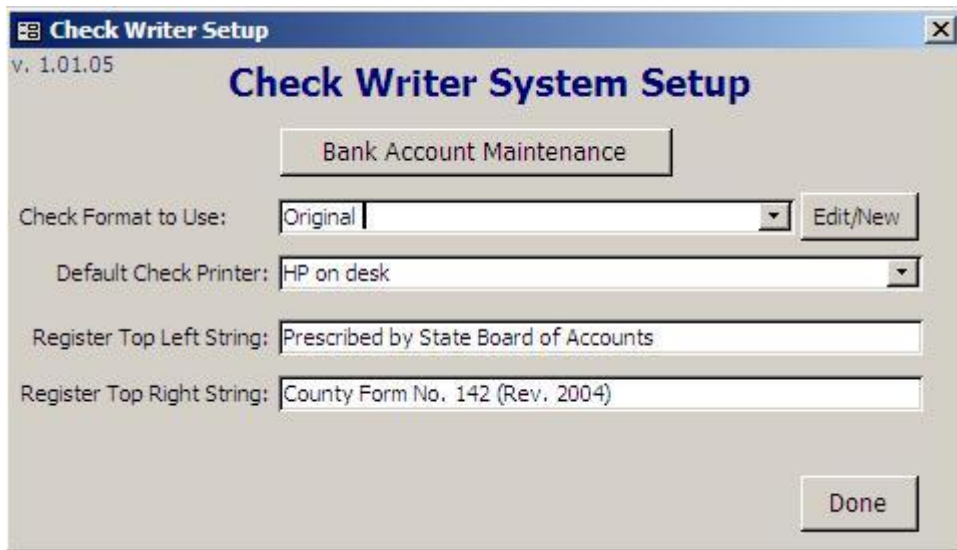 Check Writer Setup
v. 1.01.05
Check Writer System Setup
Bank Account Maintenance
Check Format to Use: Original Edit/New
Default Check Printer: HP on desk
Register Top Left String: Prescribed by State Board of Accounts
Register Top Right String: County Form No. 142 (Rev. 2004)
Done